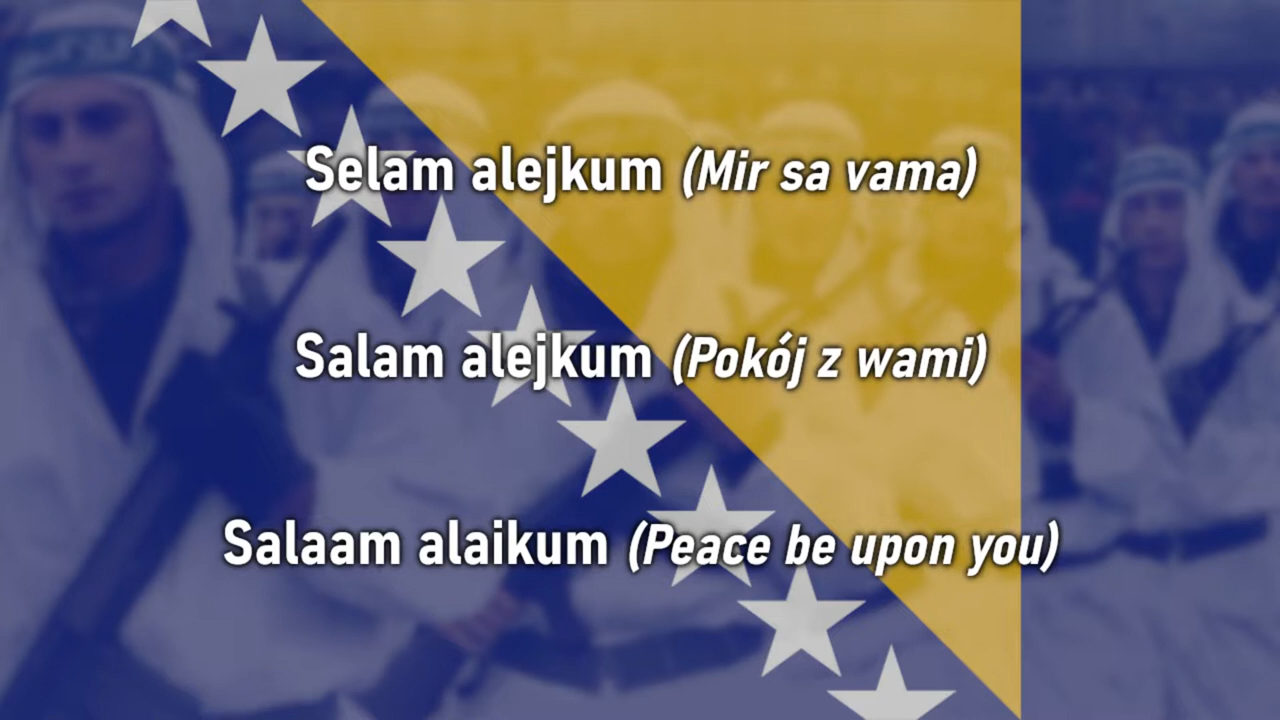 Selam alejkum (Mir sa vama)
Salam alejkum (Pokój z wami)
Salaam alaikum (Peace be upon you)